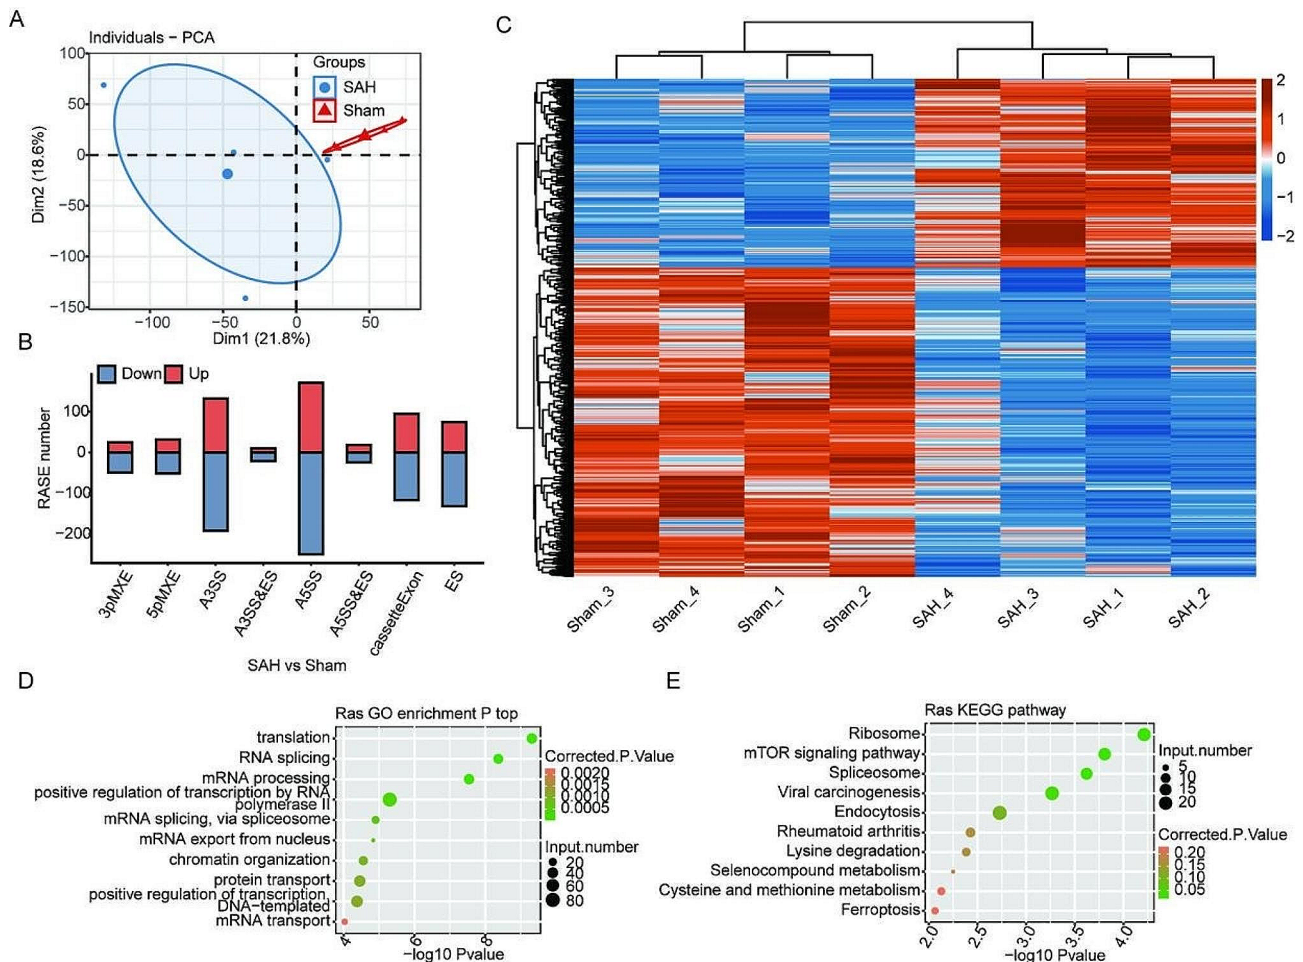 A
Individuals – PCA
Groups
SAH
Sham
100
50
0
−50
−100
−150
Dim2 (18.6%)
−100
−50
0
50
Dim1 (21.8%)
B
Down
Up
RASE number
100
0
−100
−200
3pMXE
5pMXE
A3SS
A3SS&ES
A5SS
A5SS&ES
cassetteExon
ES
SAH vs Sham
C
2
1
0
−1
−2
Sham_3
Sham_4
Sham_1
Sham_2
SAH_4
SAH_3
SAH_1
SAH_2
D
Ras GO enrichment P top
translation
RNA splicing
mRNA processing
positive regulation of transcription by RNA
polymerase II
mRNA splicing, via spliceosome
mRNA export from nucleus
chromatin organization
protein transport
positive regulation of transcription,
DNA−templated
mRNA transport
4
6
8
−log10 Pvalue
Corrected.P.Value
0.0020
0.0015
0.0010
0.0005
Input.number
20
40
60
80
E
Ras KEGG pathway
Ribosome
mTOR signaling pathway
Spliceosome
Viral carcinogenesis
Endocytosis
Rheumatoid arthritis
Lysine degradation
Selenocompound metabolism
Cysteine and methionine metabolism
Ferroptosis
2.0
2.5
3.0
3.5
4.0
−log10 Pvalue
Input.number
5
10
15
20
Corrected.P.Value
0.20
0.15
0.10
0.05